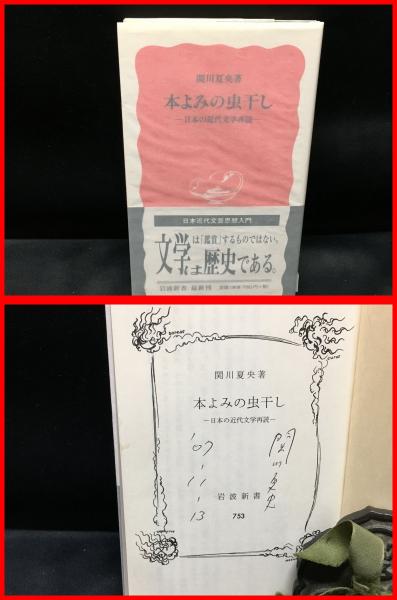 関川夏央著
本よみの虫干し
―日本の近代文学再読―
日本近代文芸思想入門
文学は「鑑賞」するものではない。
文学は歴史である。
岩波新書/最新刊
関川夏央著
本よみの虫干し
―日本の近代文学再読―
'07
-
11
-
13
関川夏央
岩波新書
753